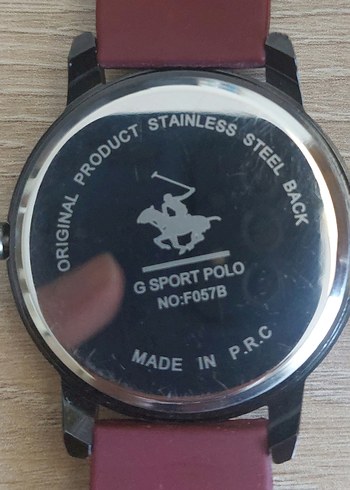 ORIGINAL PRODUCT STAINLESS STEEL BACK
G SPORT POLO
NO:F057B
MADE IN P.R.C